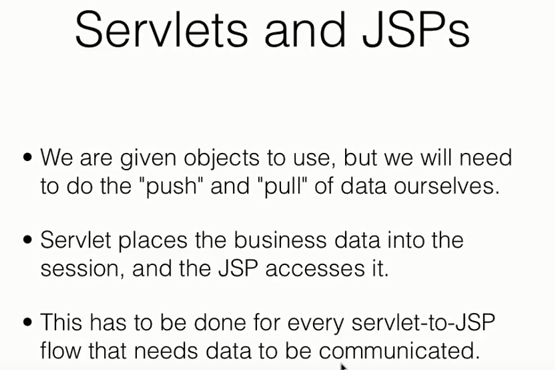 Servlets and JSPs
• We are given objects to use, but we will need
to do the "push" and "pull" of data ourselves.
• Servlet places the business data into the
session, and the JSP accesses it.
• This has to be done for every servlet-to-JSP
flow that needs data to be communicated.